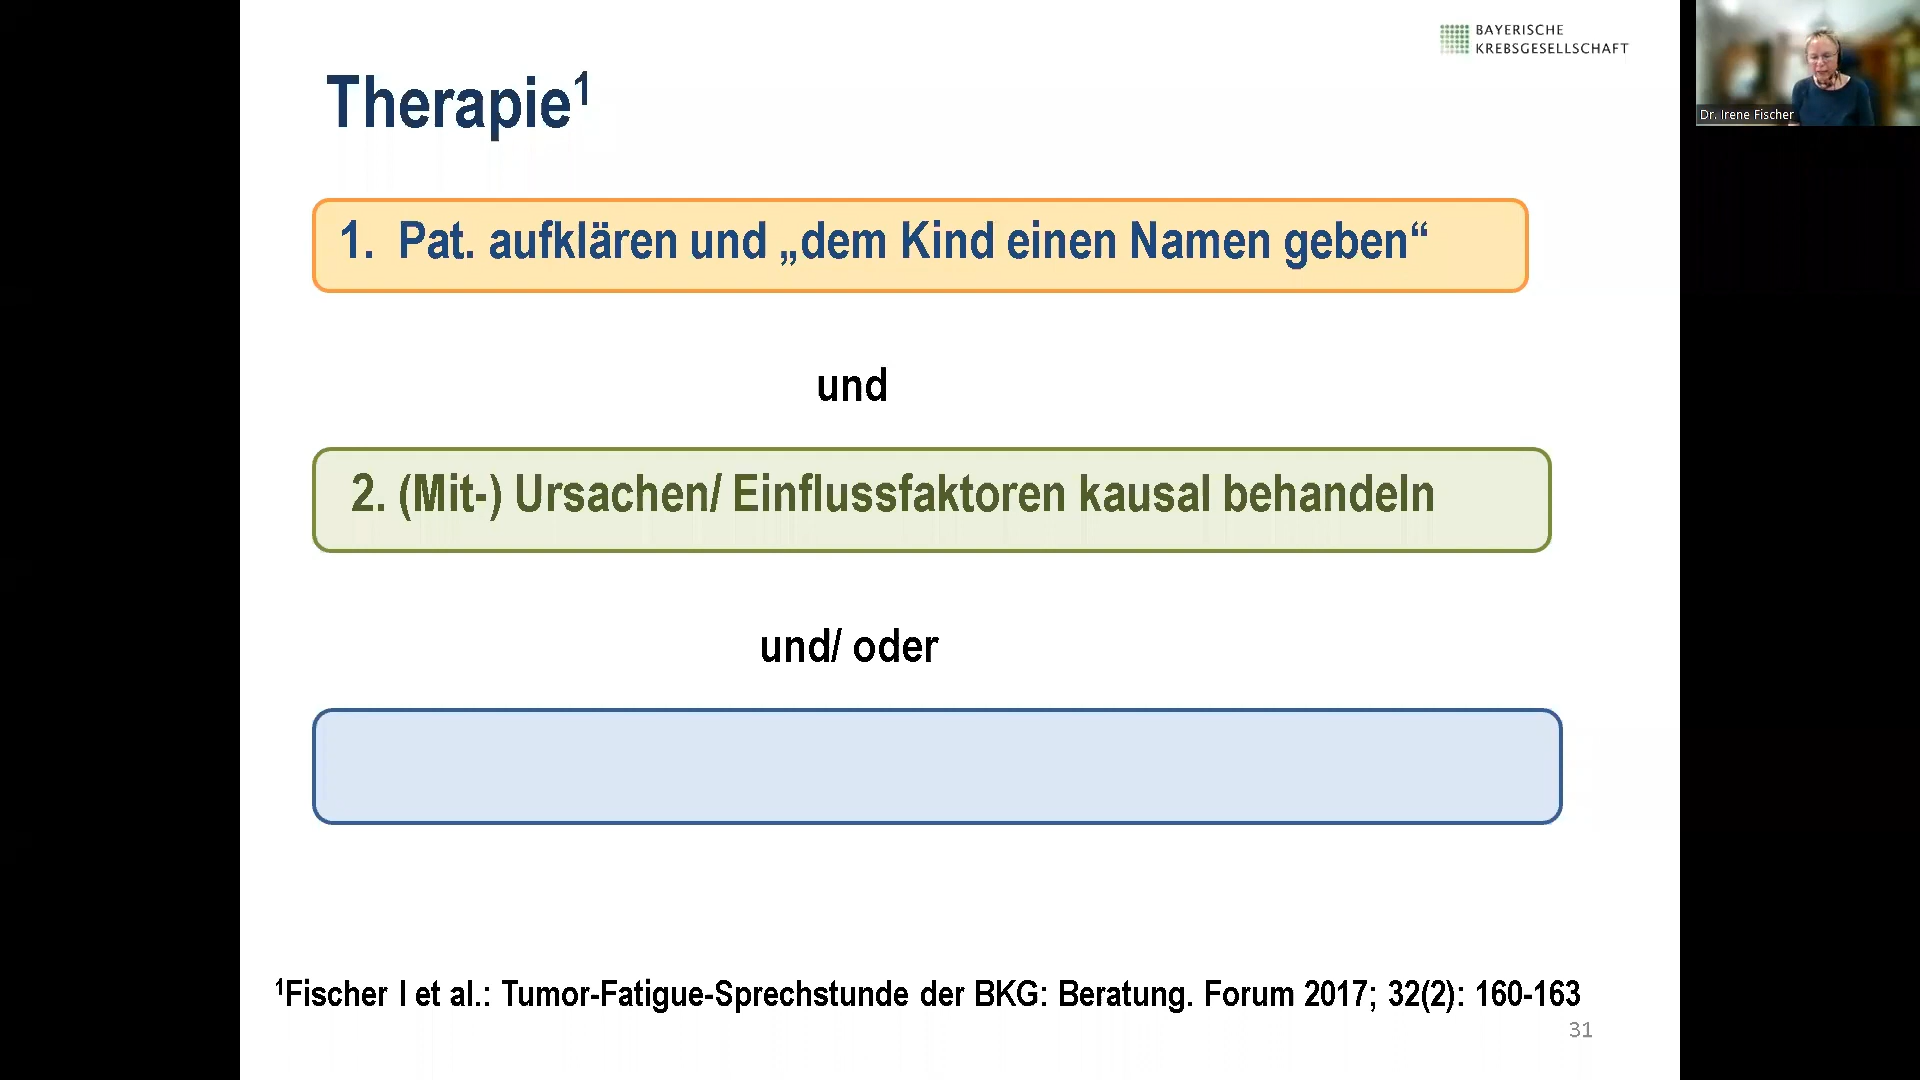 BAYERISCHE
KREBSGESELLSCHAFT
Therapie¹
1. Pat. aufklären und „dem Kind einen Namen geben“
und
2. (Mit-) Ursachen/ Einflussfaktoren kausal behandeln
und/ oder
¹Fischer I et al.: Tumor-Fatigue-Sprechstunde der BKG: Beratung. Forum 2017; 32(2): 160-163
31
Dr. Irene Fischer